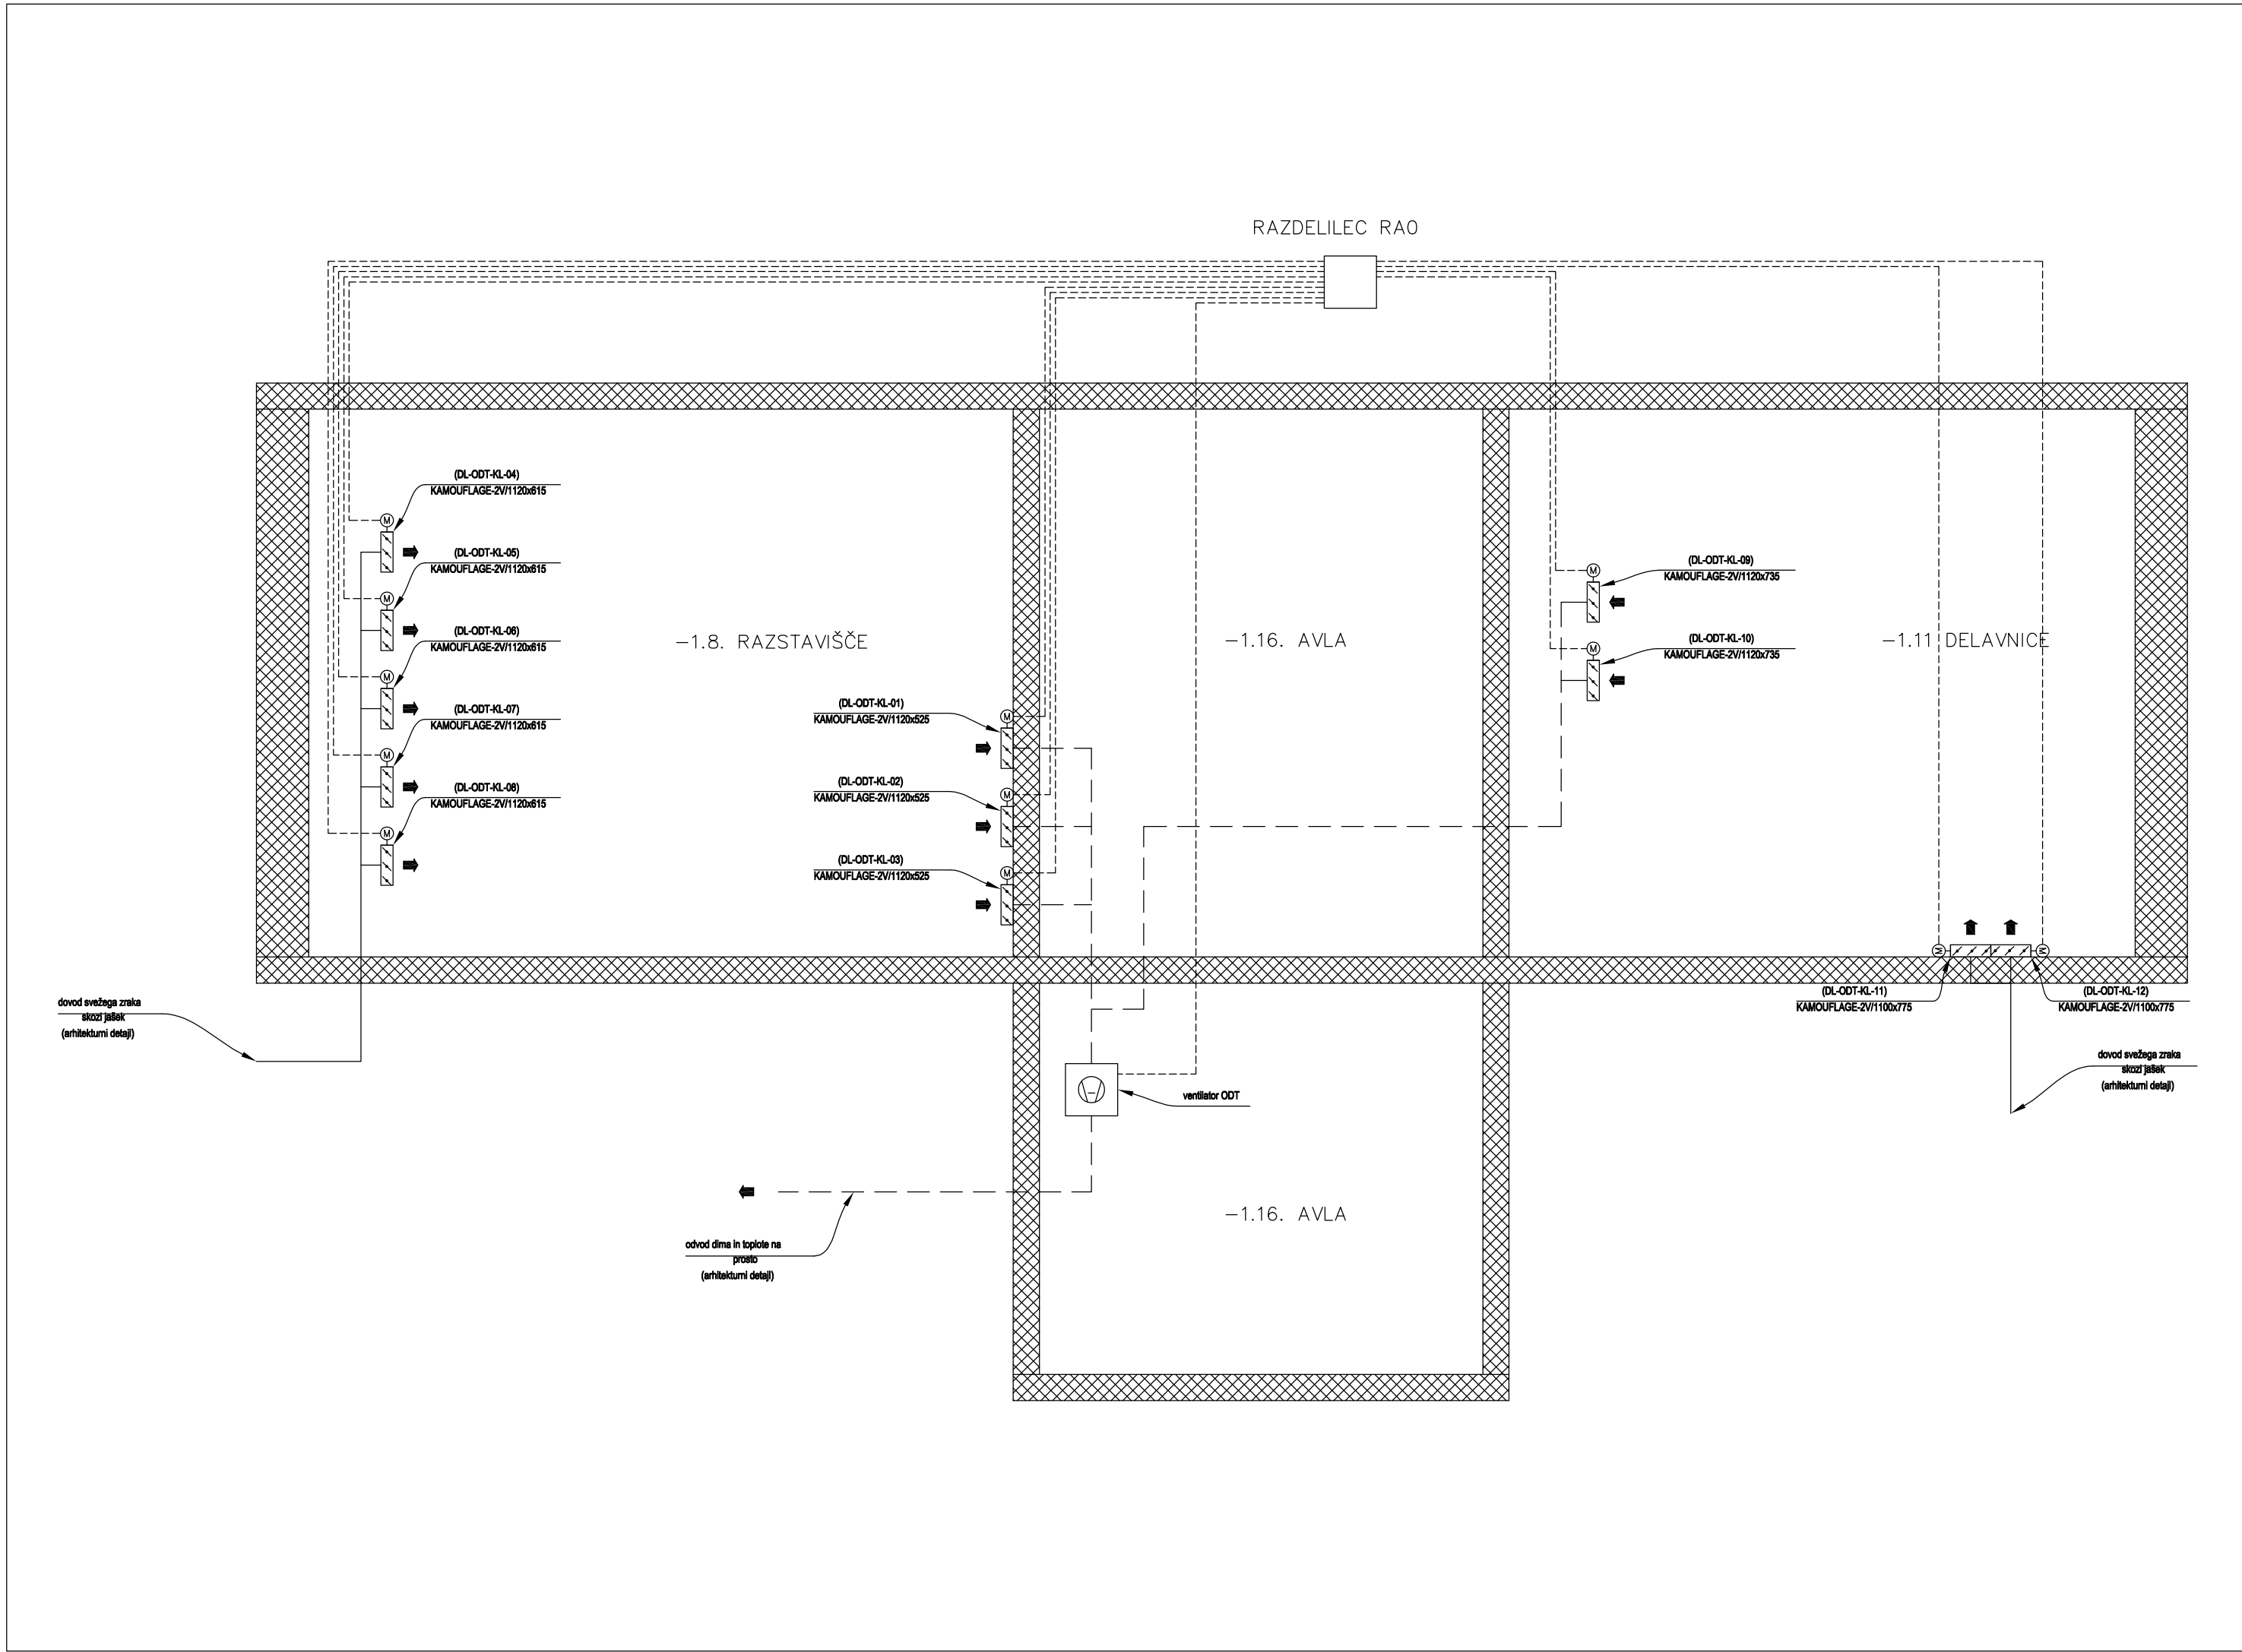 RAZDELILEC RAO
(DL-ODT-KL-04)
KAMOUFLAGE-2V/1120x615
(DL-ODT-KL-05)
KAMOUFLAGE-2V/1120x615
(DL-ODT-KL-06)
KAMOUFLAGE-2V/1120x615
(DL-ODT-KL-07)
KAMOUFLAGE-2V/1120x615
(DL-ODT-KL-08)
KAMOUFLAGE-2V/1120x615
M
M
M
M
M
-1.8. RAZSTAVIŠČE
(DL-ODT-KL-01)
KAMOUFLAGE-2V/1120x525
(DL-ODT-KL-02)
KAMOUFLAGE-2V/1120x525
(DL-ODT-KL-03)
KAMOUFLAGE-2V/1120x525
M
M
M
-1.16. AVLA
(DL-ODT-KL-09)
KAMOUFLAGE-2V/1120x735
(DL-ODT-KL-10)
KAMOUFLAGE-2V/1120x735
M
M
-1.11 DELAVNICE
M
M
(DL-ODT-KL-11)
KAMOUFLAGE-2V/1100x775
(DL-ODT-KL-12)
KAMOUFLAGE-2V/1100x775
dovod svežega zraka
skozi jašek
(arhitekturni detajl)
dovod svežega zraka
skozi jašek
(arhitekturni detajl)
ventilator ODT
-1.16. AVLA
odvod dima in toplote na
prosto
(arhitekturni detajl)